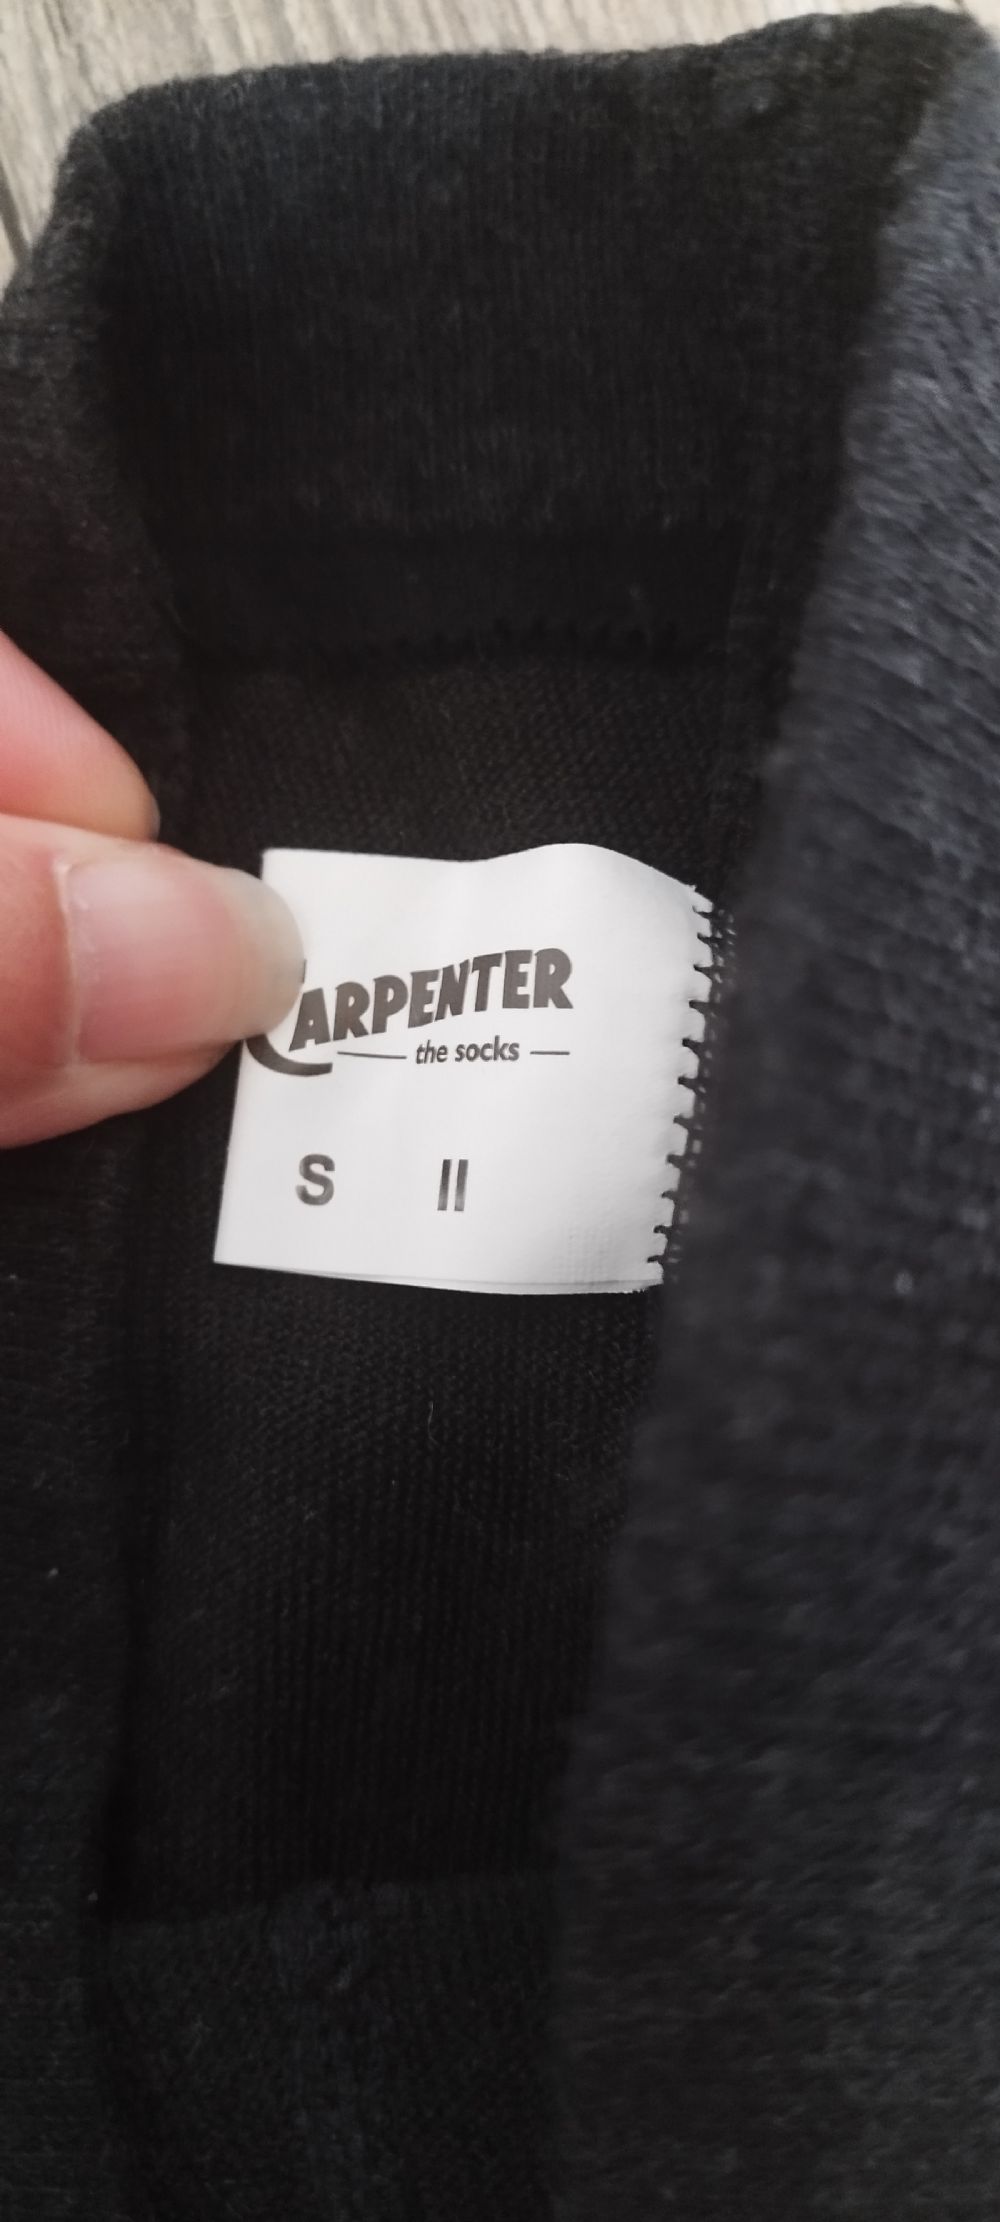 CARPENTER
the socks
S II